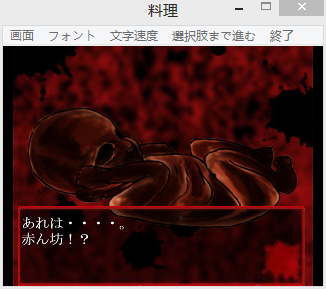 料理
画面 フォント 文字速度 選択肢まで進む 終了
あれは・・・・。
赤ん坊！？